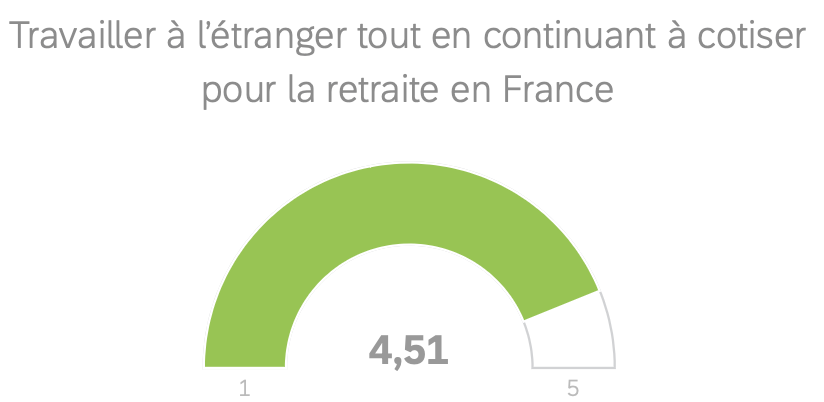 Travailler à l’étranger tout en continuant à cotiser
pour la retraite en France
4,51
1
5